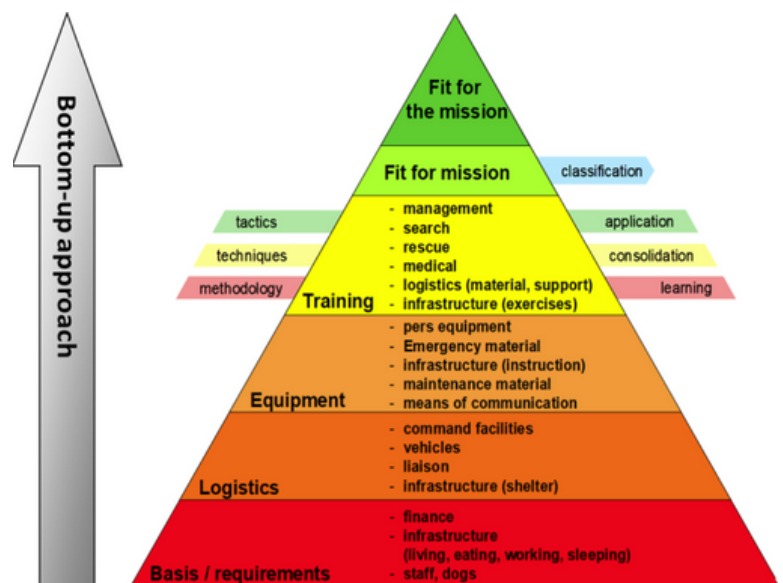 Bottom-up approach
Fit for
the mission
Fit for mission
classification
tactics
techniques
methodology
- management
- search
- rescue
- medical
- logistics (material, support)
- infrastructure (exercises)
Training
application
consolidation
learning
- pers equipment
- Emergency material
- infrastructure (instruction)
- maintenance material
- means of communication
Equipment
- command facilities
- vehicles
- liaison
- infrastructure (shelter)
Logistics
- finance
- infrastructure
(living, eating, working, sleeping)
- staff, dogs
Basis / requirements